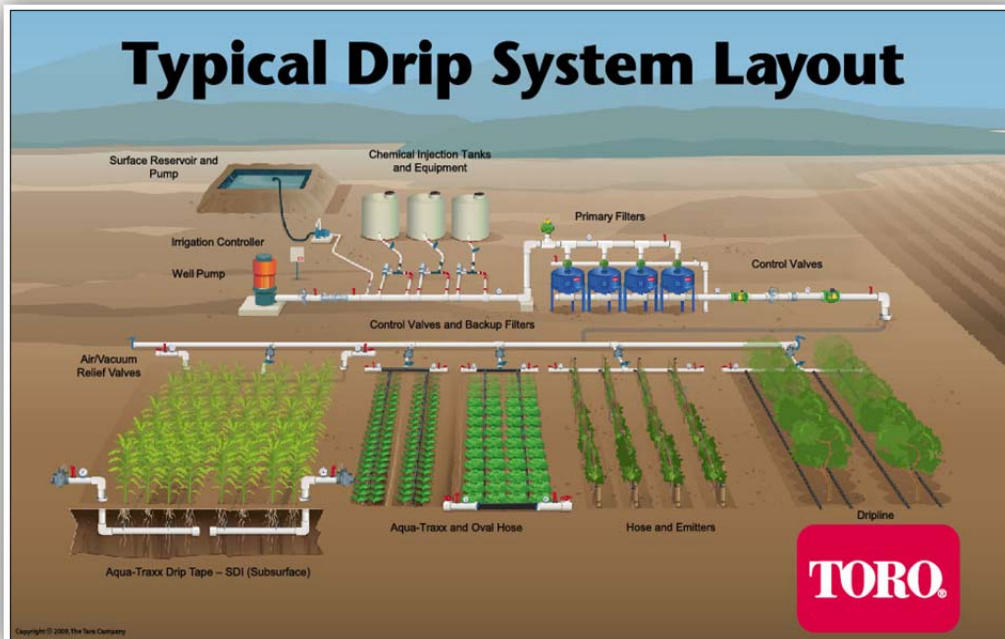 Typical Drip System Layout
Surface Reservoir and
Pump
Chemical Injection Tanks
and Equipment
Primary Filters
Irrigation Controller
Well Pump
Control Valves
Control Valves and Backup Filters
Air/Vacuum
Relief Valves
Aqua-Traxx and Oval Hose
Hose and Emitters
Dripline
Aqua-Traxx Drip Tape – SDI (Subsurface)
TORO®
Copyright © 2009, The Toro Company